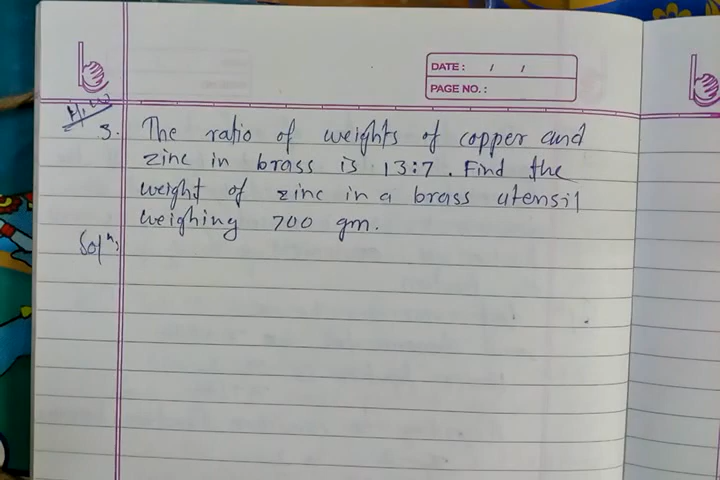 DATE: / /
PAGE NO.:
H.W
3. The ratio of weights of copper and
zinc in brass is 13:7. Find the
weight of zinc in a brass utensil
weighing 700 gm.
Solⁿ: